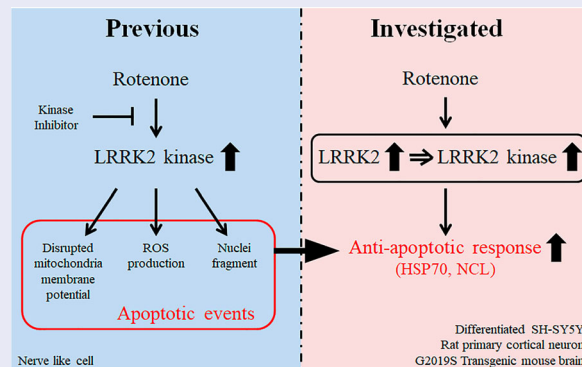 Previous
Rotenone
Kinase
Inhibitor
LRRK2 kinase
Disrupted
mitochondria
membrane
potential
ROS
production
Nuclei
fragment
Apoptotic events
Nerve like cell
Investigated
Rotenone
LRRK2 ⇒ LRRK2 kinase
Anti-apoptotic response
(HSP70, NCL)
Differentiated SH-SY5Y
Rat primary cortical neuron
G2019S Transgenic mouse brain